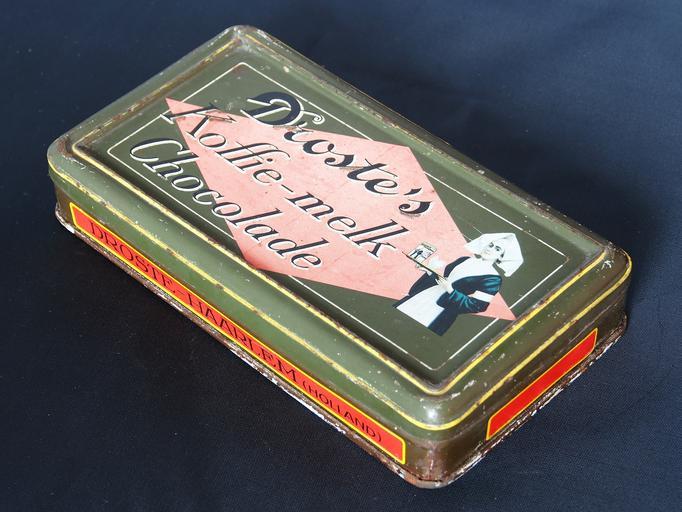 Droste's
Koffie-melk
Chocolade
DROSTE-HAARLEM (HOLLAND)